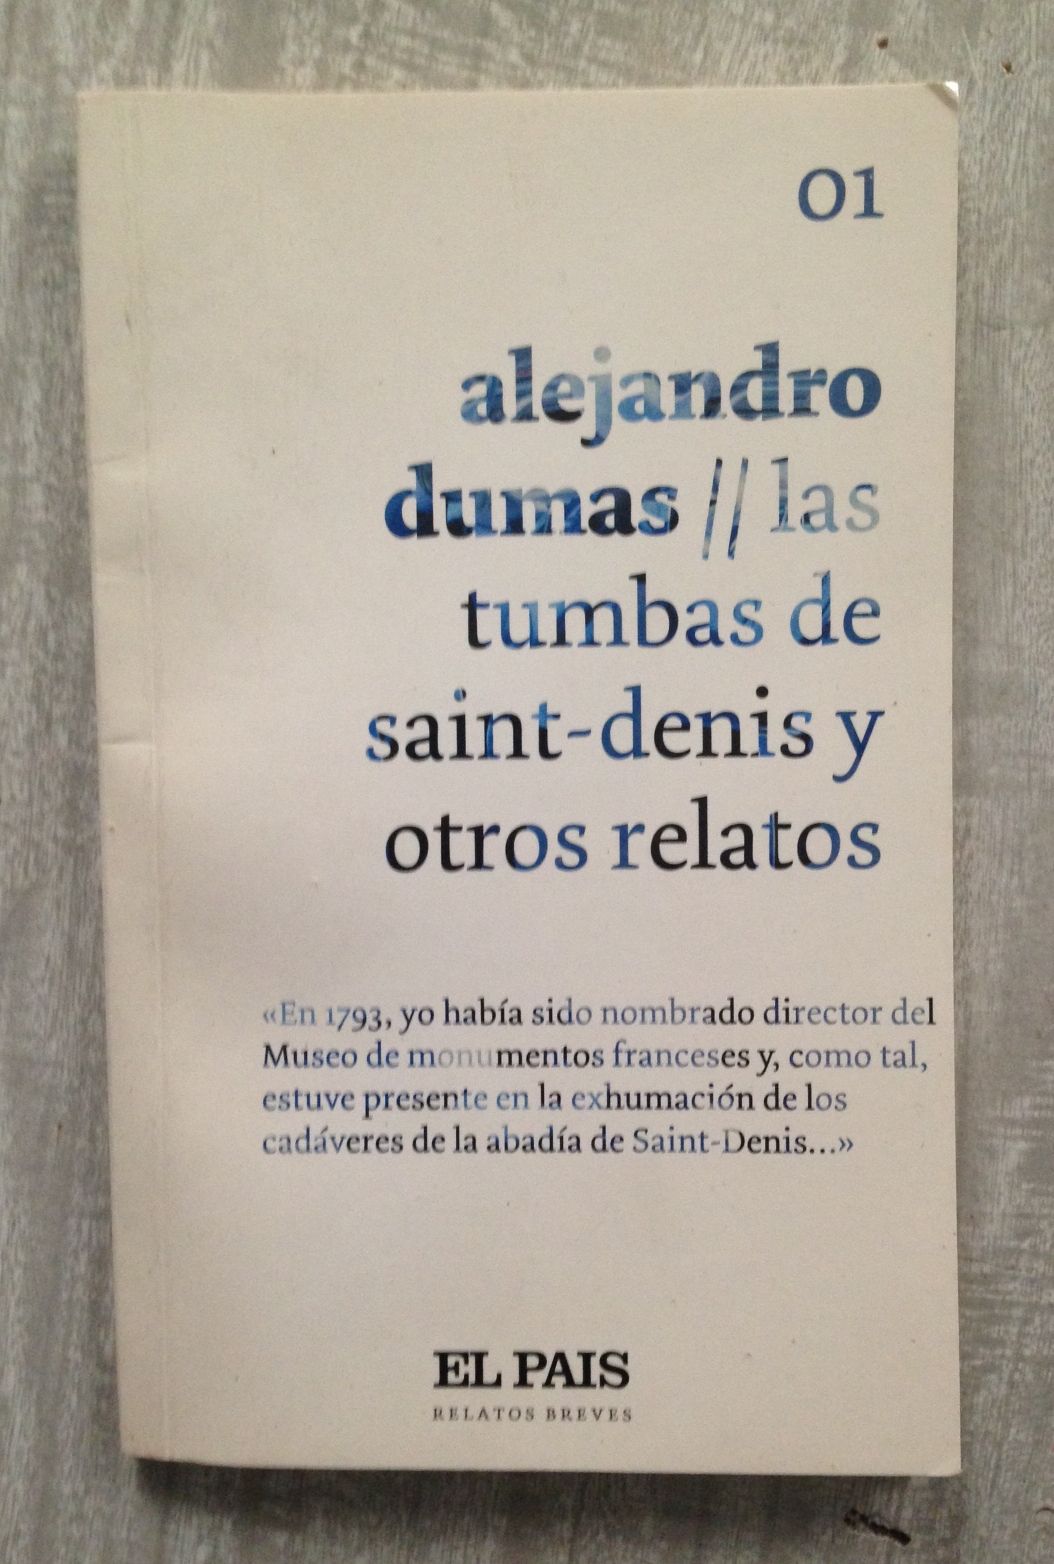 01
alejandro
dumas // las
tumbas de
saint-denis y
otros relatos
«En 1793, yo había sido nombrado director del
Museo de monumentos franceses y, como tal,
estuve presente en la exhumación de los
cadáveres de la abadía de Saint-Denis...»
EL PAIS
RELATOS BREVES